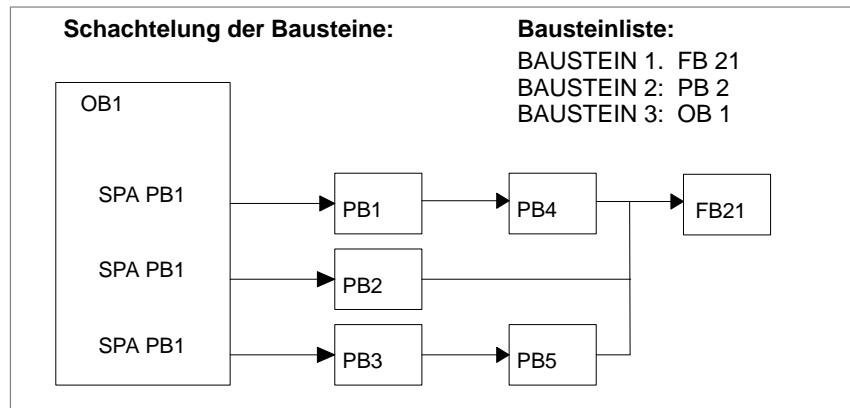 Schachtelung der Bausteine:
Bausteinliste:
BAUSTEIN 1. FB 21
BAUSTEIN 2: PB 2
BAUSTEIN 3: OB 1
OB1
SPA PB1
PB1
PB4
FB21
SPA PB1
PB2
SPA PB1
PB3
PB5